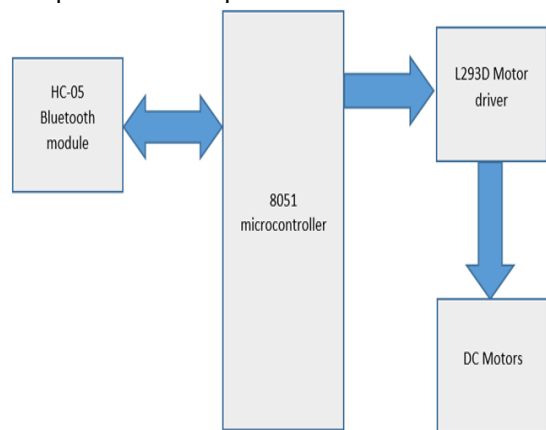 HC-05
Bluetooth
module
8051
microcontroller
L293D Motor
driver
DC Motors